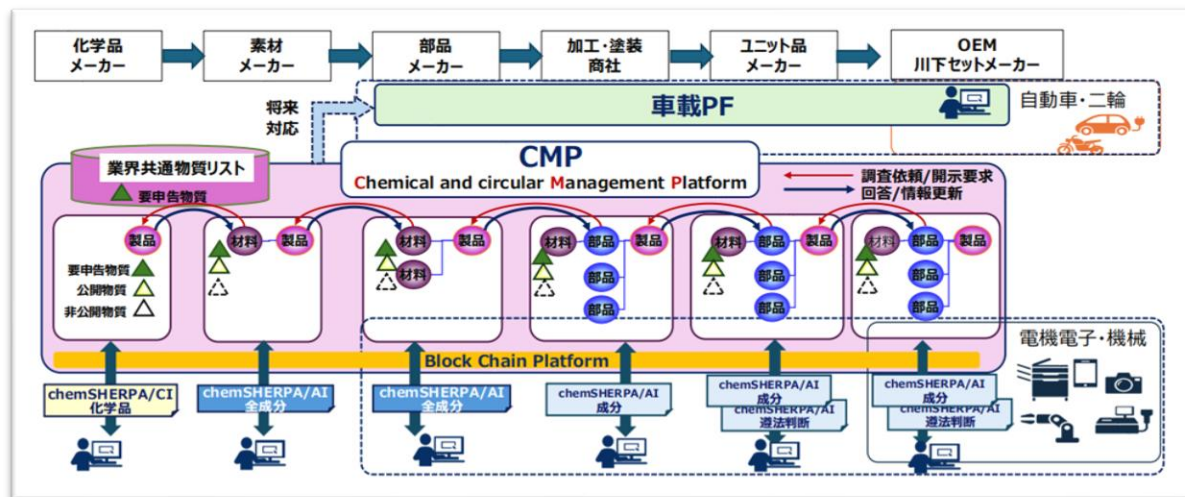 化学品
メーカー
素材
メーカー
部品
メーカー
加工・塗装
商社
ユニット品
メーカー
OEM
川下セットメーカー
将来
対応
車載PF
自動車・二輪
業界共通物質リスト
要申告物質
CMP
Chemical and circular Management Platform
調査依頼/開示要求
回答/情報更新
製品
要申告物質
公開物質
非公開物質
材料
製品
材料
製品
材料
材料
部品
製品
部品
部品
材料
部品
製品
部品
部品
材料
部品
製品
部品
部品
Block Chain Platform
電機電子・機械
chemSHERPA/CI
化学品
chemSHERPA/AI
全成分
chemSHERPA/AI
全成分
chemSHERPA/AI
成分
chemSHERPA/AI
成分
chemSHERPA/AI
遵法判断
chemSHERPA/AI
成分
chemSHERPA/AI
遵法判断